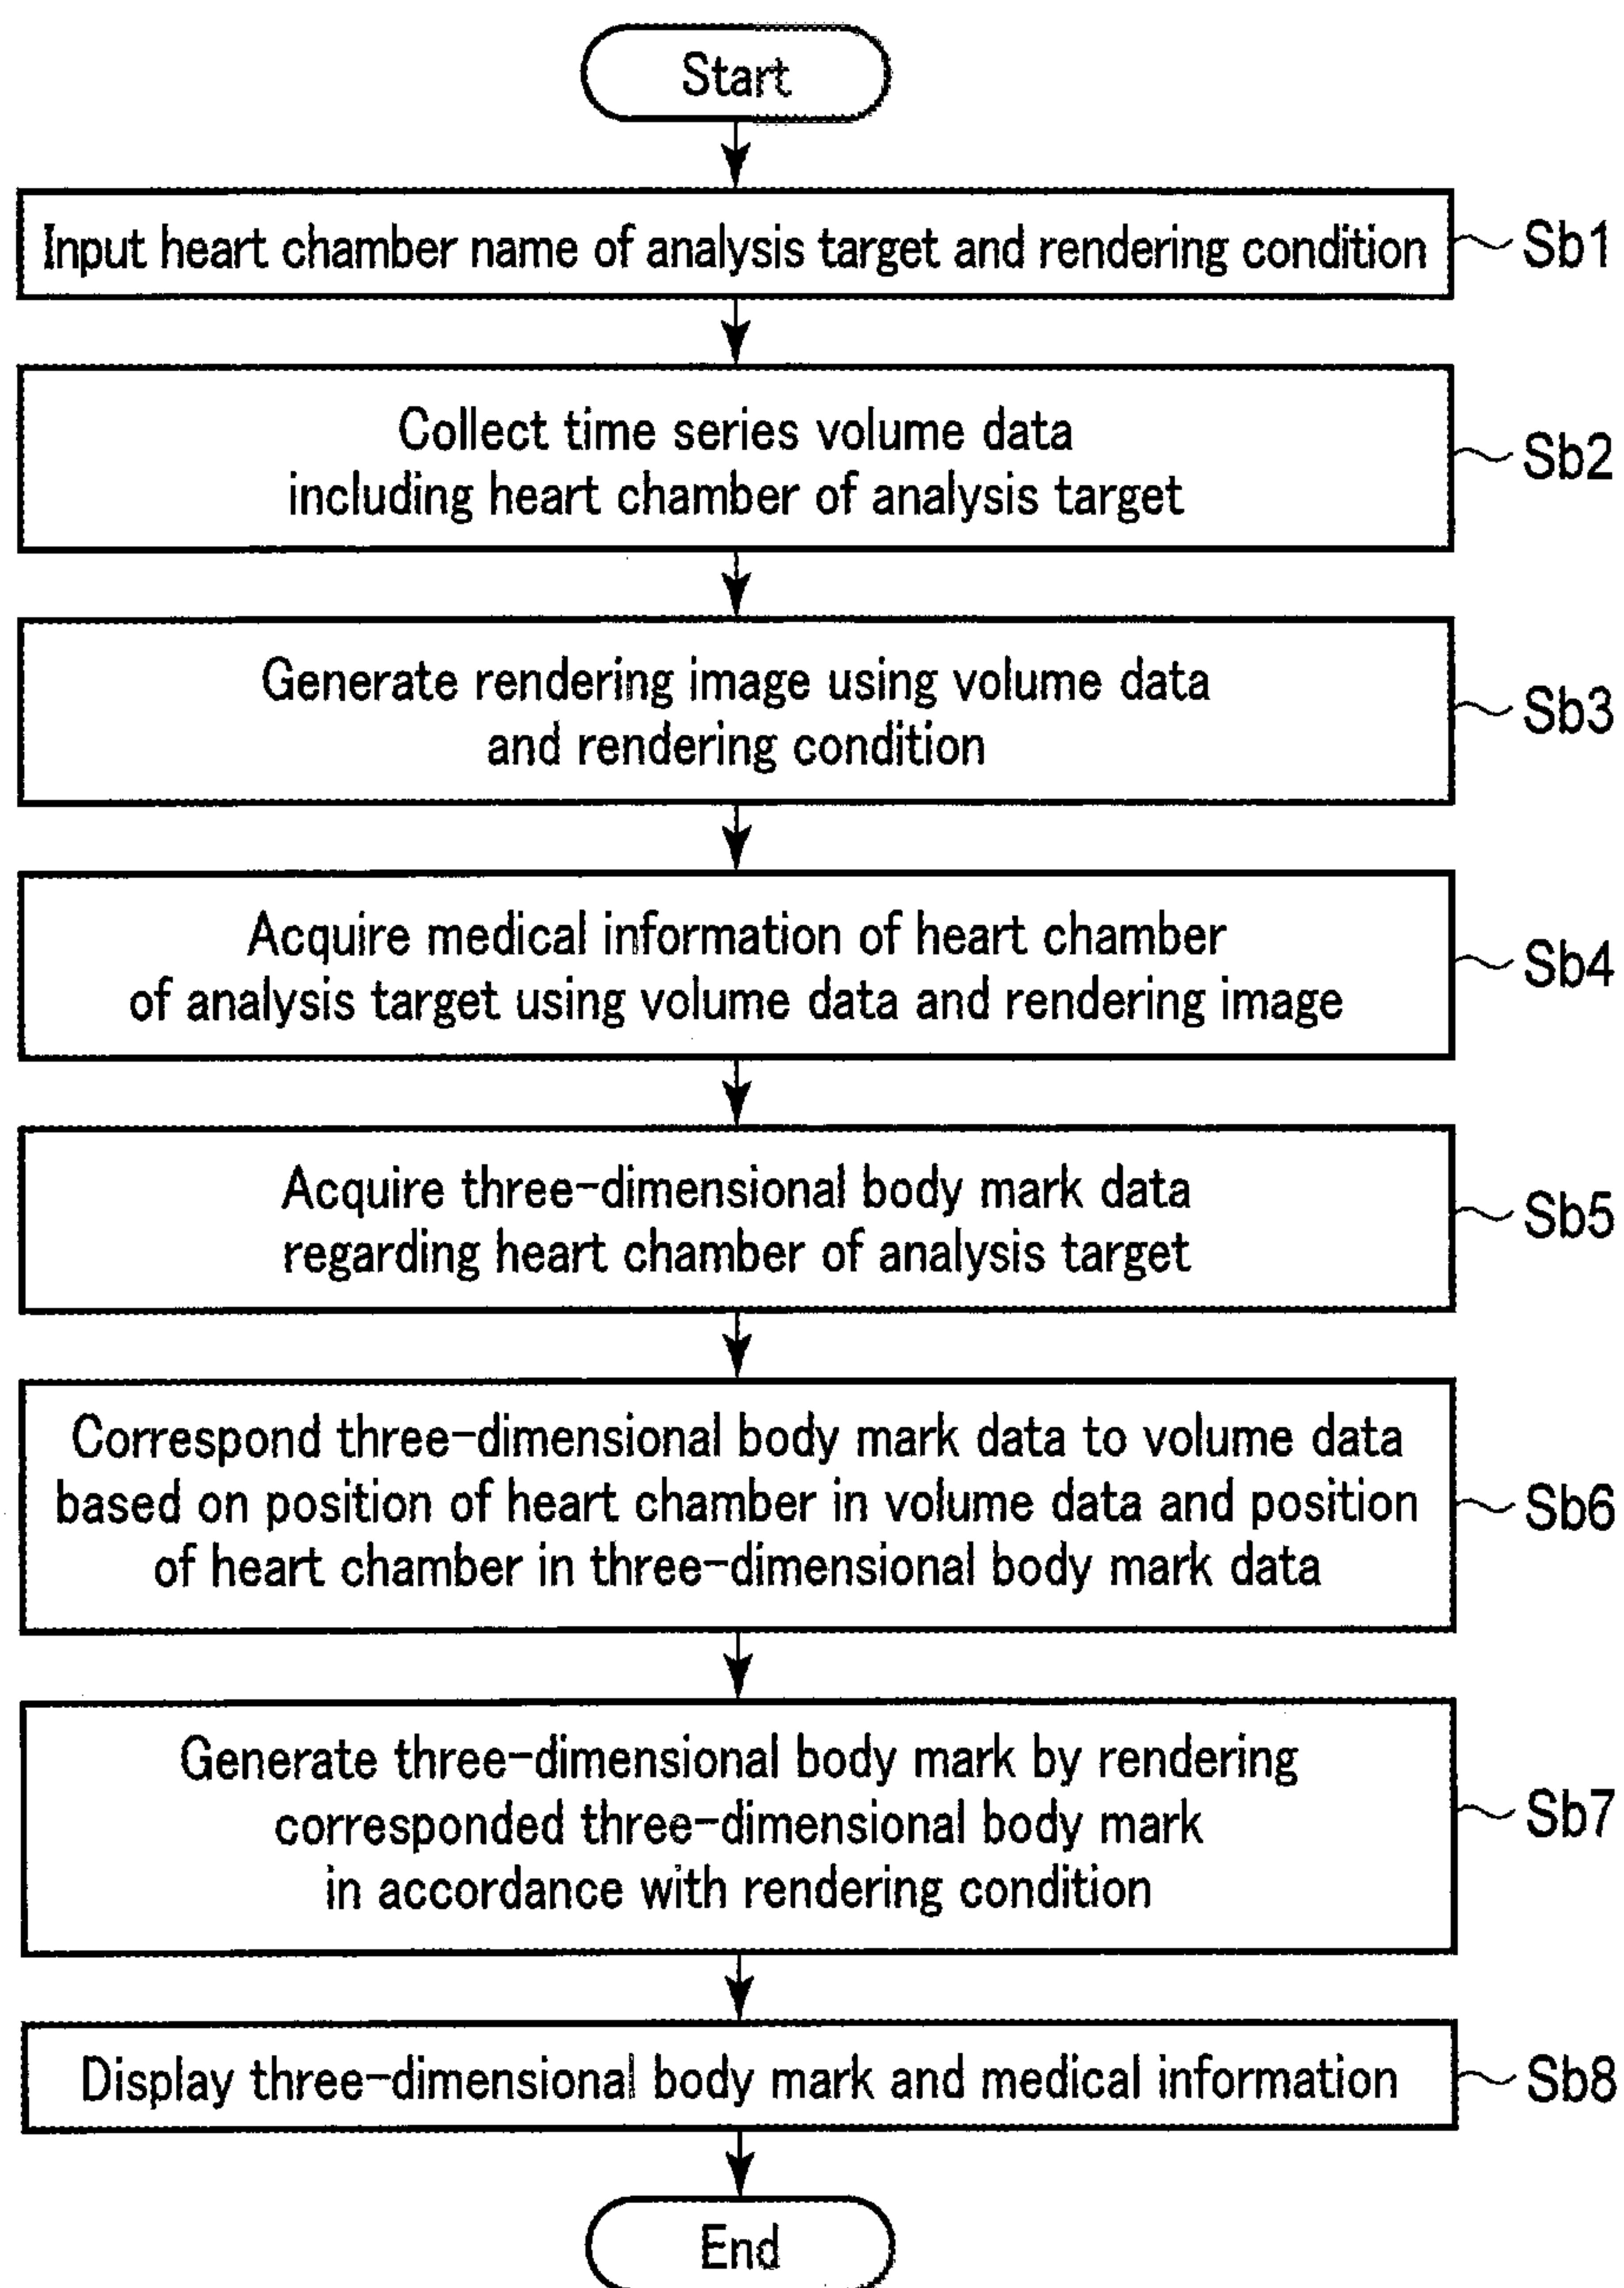 Start
Input heart chamber name of analysis target and rendering condition
Sb1
Collect time series volume data
including heart chamber of analysis target
Sb2
Generate rendering image using volume data
and rendering condition
Sb3
Acquire medical information of heart chamber
of analysis target using volume data and rendering image
Sb4
Acquire three-dimensional body mark data
regarding heart chamber of analysis target
Sb5
Correspond three-dimensional body mark data to volume data
based on position of heart chamber in volume data and position
of heart chamber in three-dimensional body mark data
Sb6
Generate three-dimensional body mark by rendering
corresponded three-dimensional body mark
in accordance with rendering condition
Sb7
Display three-dimensional body mark and medical information
Sb8
End